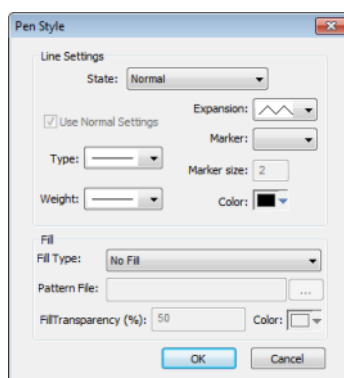 Pen Style
Line Settings
State: Normal
Expansion:
Use Normal Settings
Marker:
Type:
Marker size: 2
Weight:
Color:
Fill
Fill Type: No Fill
Pattern File: ...
FillTransparency (%): 50 Color:
OK Cancel